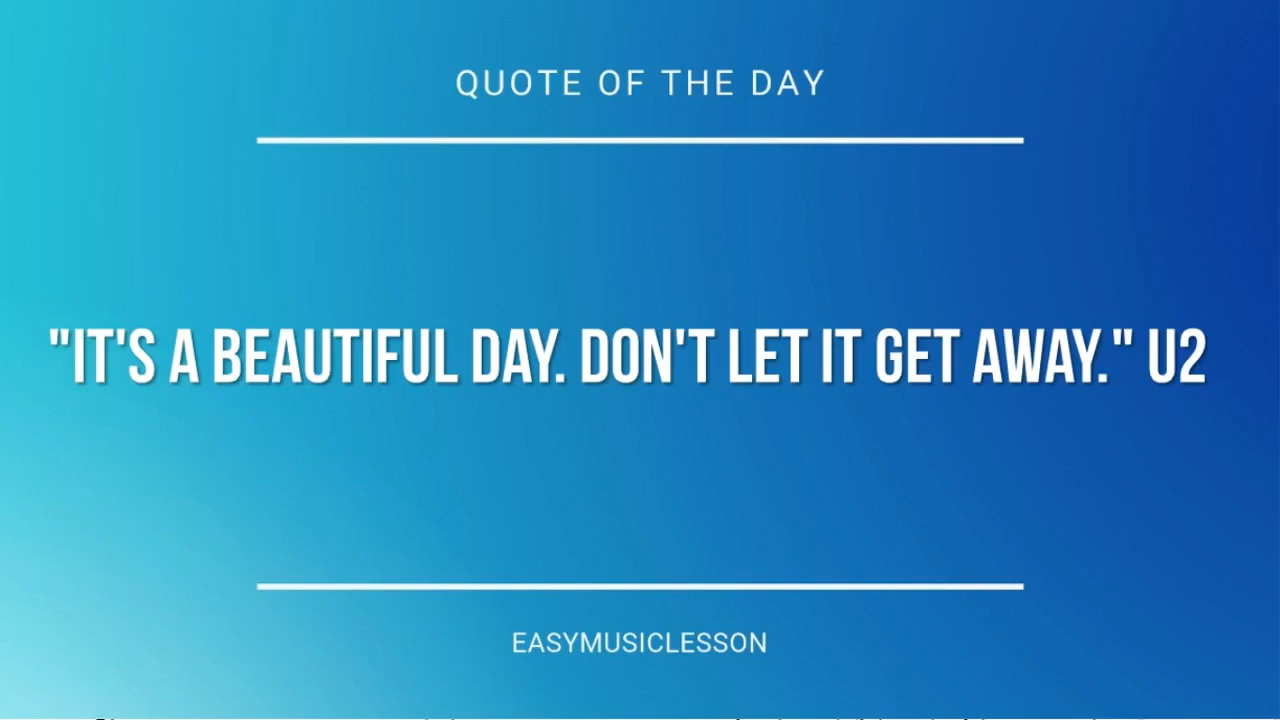 QUOTE OF THE DAY
"IT'S A BEAUTIFUL DAY. DON'T LET IT GET AWAY." U2
EASYMUSICLESSON